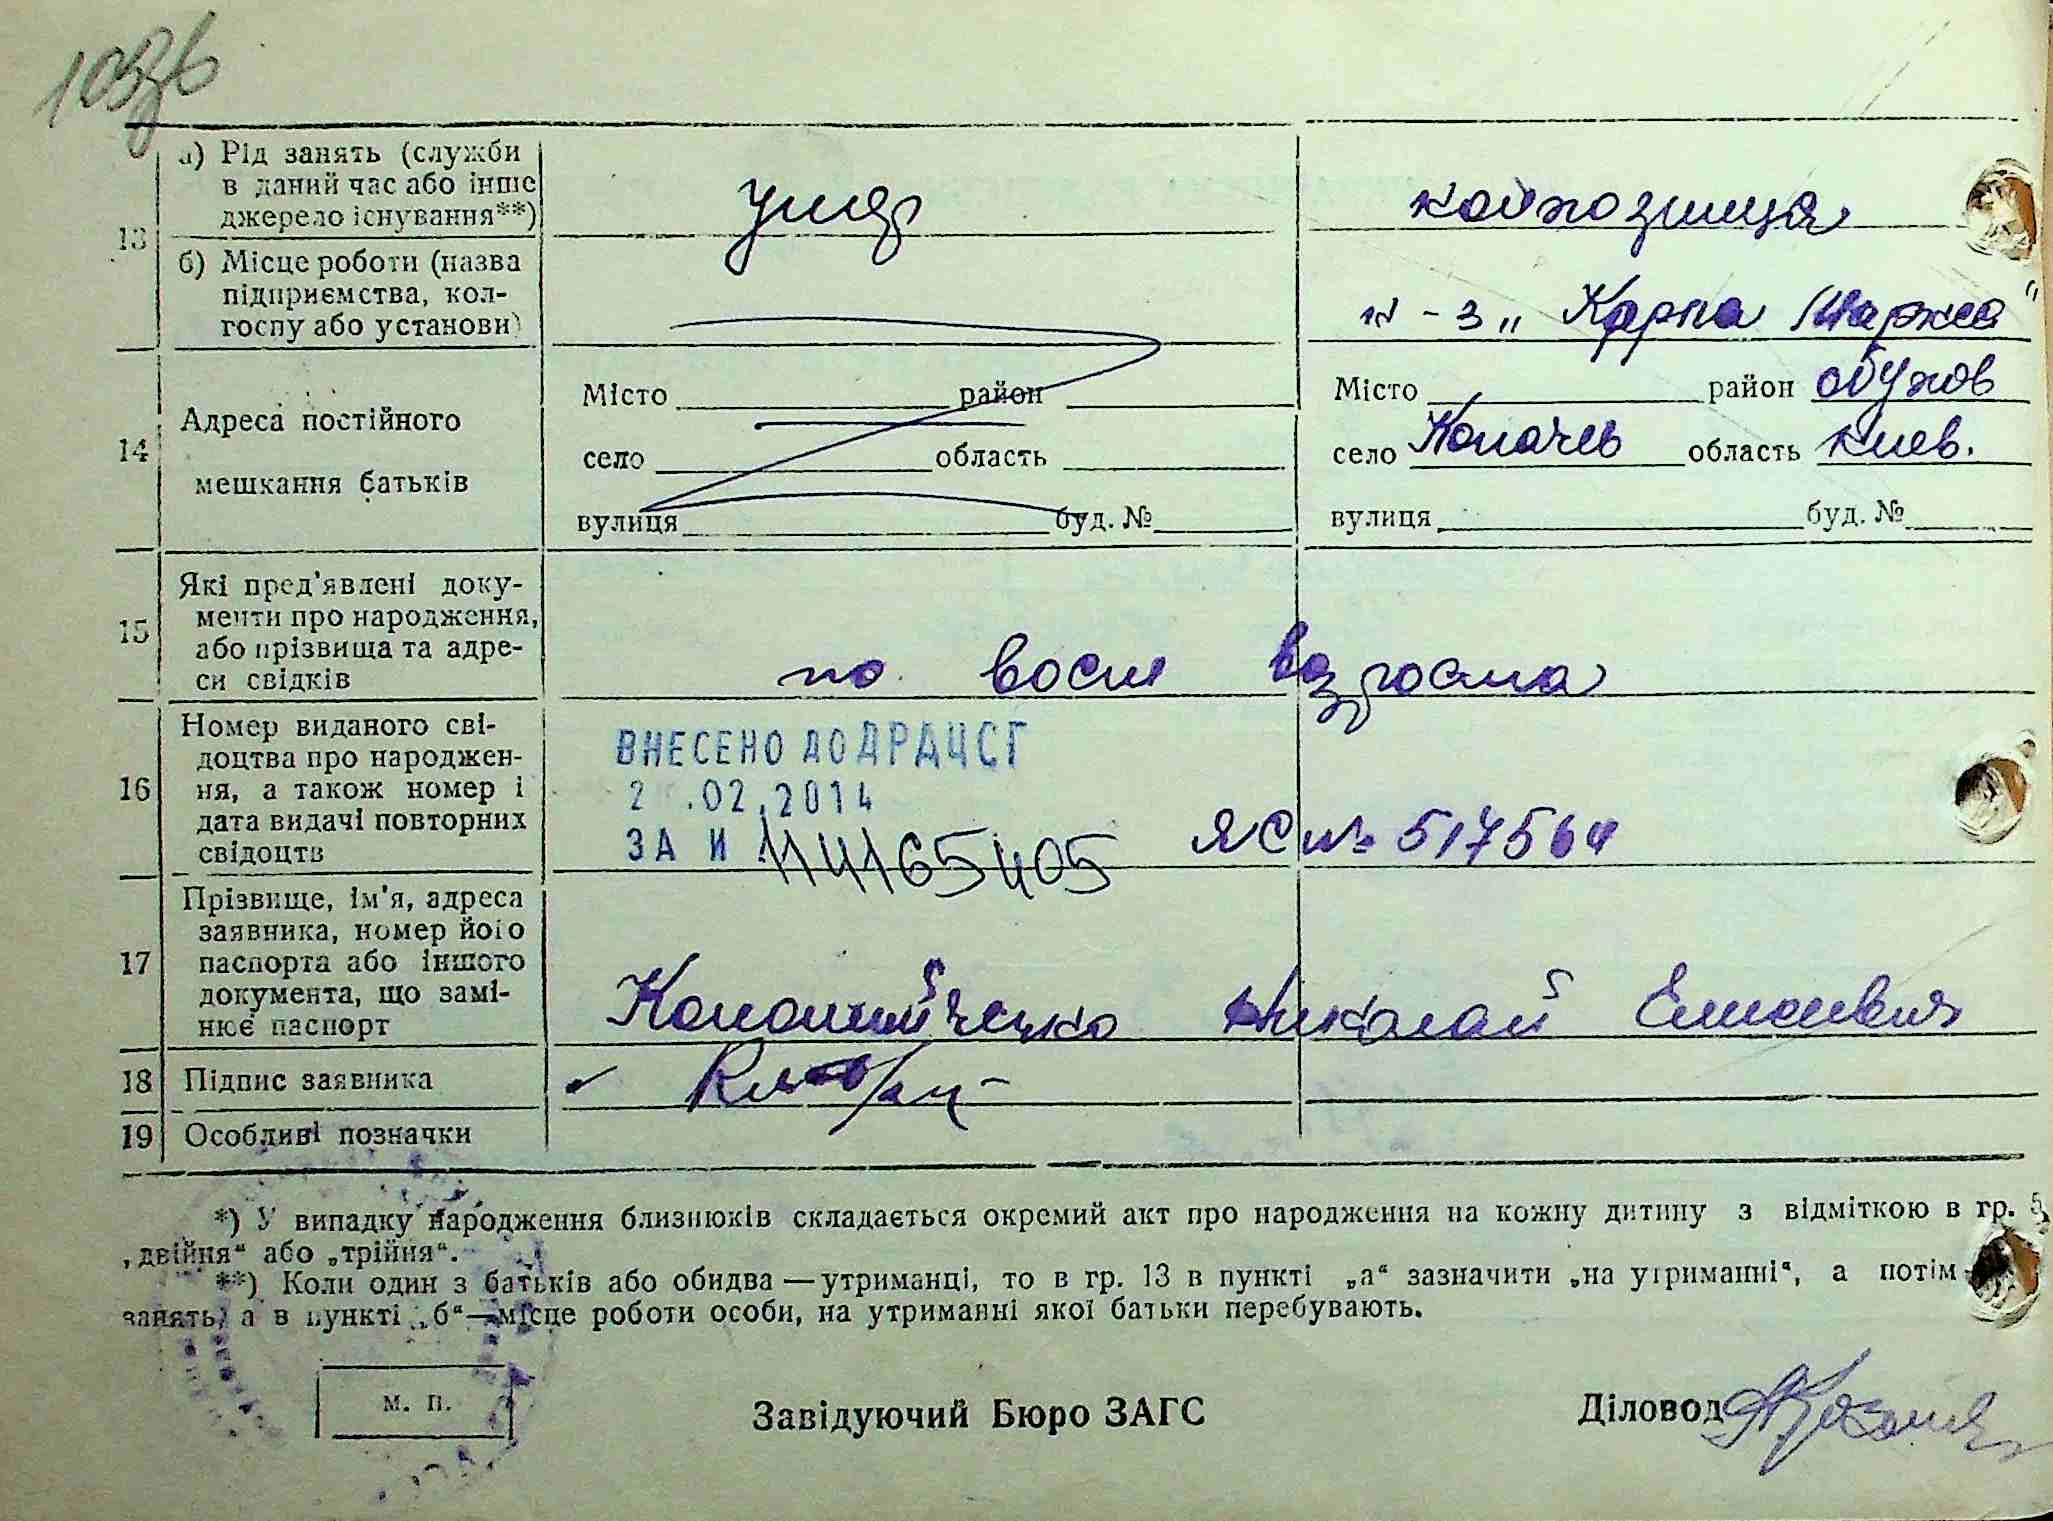 13
а) Рід занять (служби
в даний час або інше
джерело існування**)
умер
колхозница
б) Місце роботи (назва
підприємства, кол-
госпу або установи)
к-з „Карла Маркса“
14
Адреса постійного
мешкання батьків
Місто район
село область
вулиця буд. №
Місто район Обухов
село Копачев область Киев.
вулиця буд. №
15
Які пред'явлені доку-
менти про народження,
або прізвища та адре-
си свідків
по восст возраста
16
Номер виданого сві-
доцтва про народжен-
ня, а також номер і
дата видачі повторних
свідоцтв
ВНЕСЕНО ДО ДРАЦСГ
2 .02.2014
ЗА № 114165405
ЯС № 517564
17
Прізвище, ім'я, адреса
заявника, номер його
паспорта або іншого
документа, що замі-
нює паспорт
Николай
18
Підпис заявника
19
Особливі позначки
*) У випадку народження близнюків складається окремий акт про народження на кожну дитину з відміткою в гр. 5
„двійня“ або „трійня“.
**) Коли один з батьків або обидва — утриманці, то в гр. 13 в пункті „а“ зазначити „на утриманні“, а потім
занять, а в пункті „б“—місце роботи особи, на утриманні якої батьки перебувають.
м. п.
Завідуючий Бюро ЗАГС
Діловод